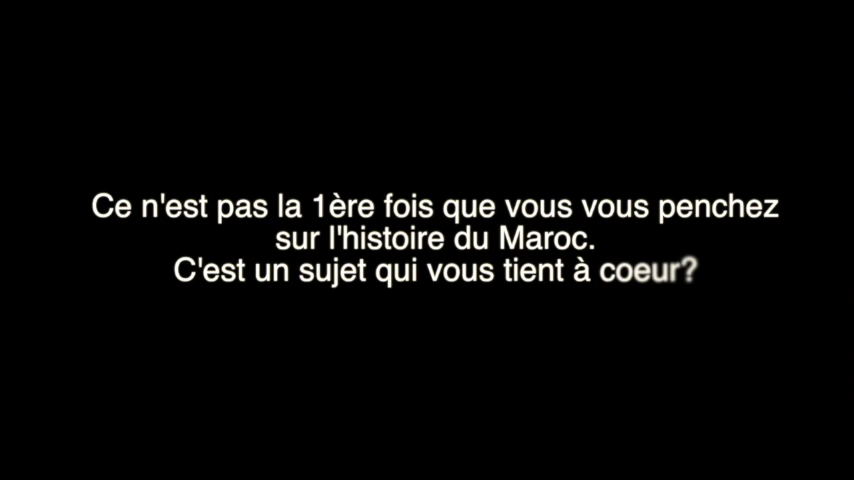 Ce n'est pas la 1ère fois que vous vous penchez
sur l'histoire du Maroc.
C'est un sujet qui vous tient à coeur?